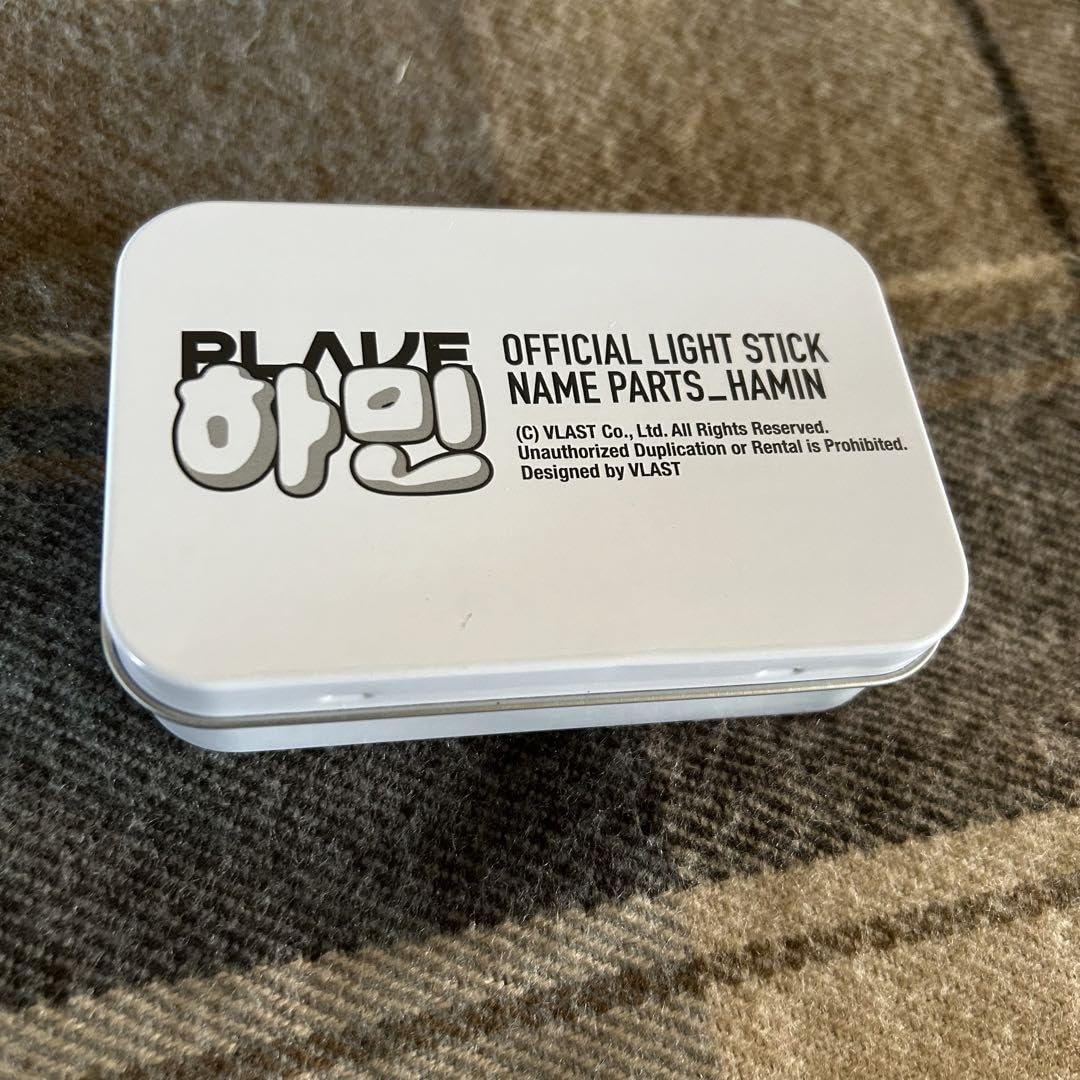 PLAVE
하민
OFFICIAL LIGHT STICK
NAME PARTS_HAMIN
(C) VLAST Co., Ltd. All Rights Reserved.
Unauthorized Duplication or Rental is Prohibited.
Designed by VLAST